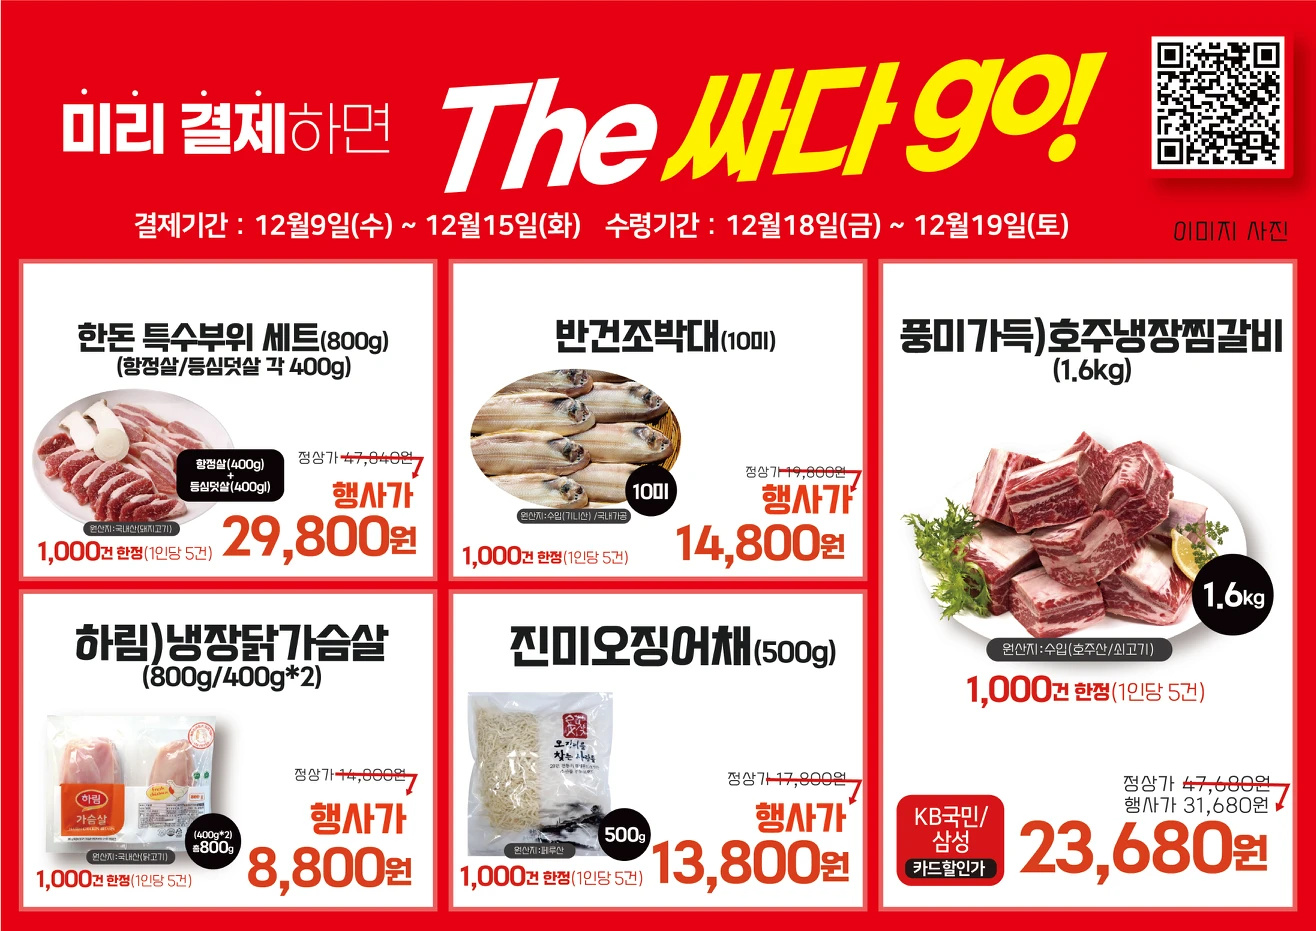 미리 결제하면
The 싸다 go!
결제기간 : 12월9일(수) ~ 12월15일(화) 수령기간 : 12월18일(금) ~ 12월19일(토)
이미지 사진
한돈 특수부위 세트(800g)
(항정살/등심덧살 각 400g)
항정살(400g)
+
등심덧살(400gl)
원산지:국내산(돼지고기)
정상가 47,840원
행사가
29,800원
1,000건 한정(1인당 5건)
반건조박대(10미)
10미
원산지:수입(기니산) /국내가공
정상가 19,800원
행사가
14,800원
1,000건 한정(1인당 5건)
풍미가득)호주냉장찜갈비
(1.6kg)
1.6kg
원산지:수입(호주산/쇠고기)
1,000건 한정(1인당 5건)
정상가 47,680원
행사가 31,680원
KB국민/
삼성
카드할인가
23,680원
하림)냉장닭가슴살
(800g/400g*2)
하림
가슴살
(400g*2)
총800g
원산지:국내산(닭고기)
정상가 14,800원
행사가
8,800원
1,000건 한정(1인당 5건)
진미오징어채(500g)
오징어를
찾는 사람들
500g
원산지:페루산
정상가 17,800원
행사가
13,800원
1,000건 한정(1인당 5건)